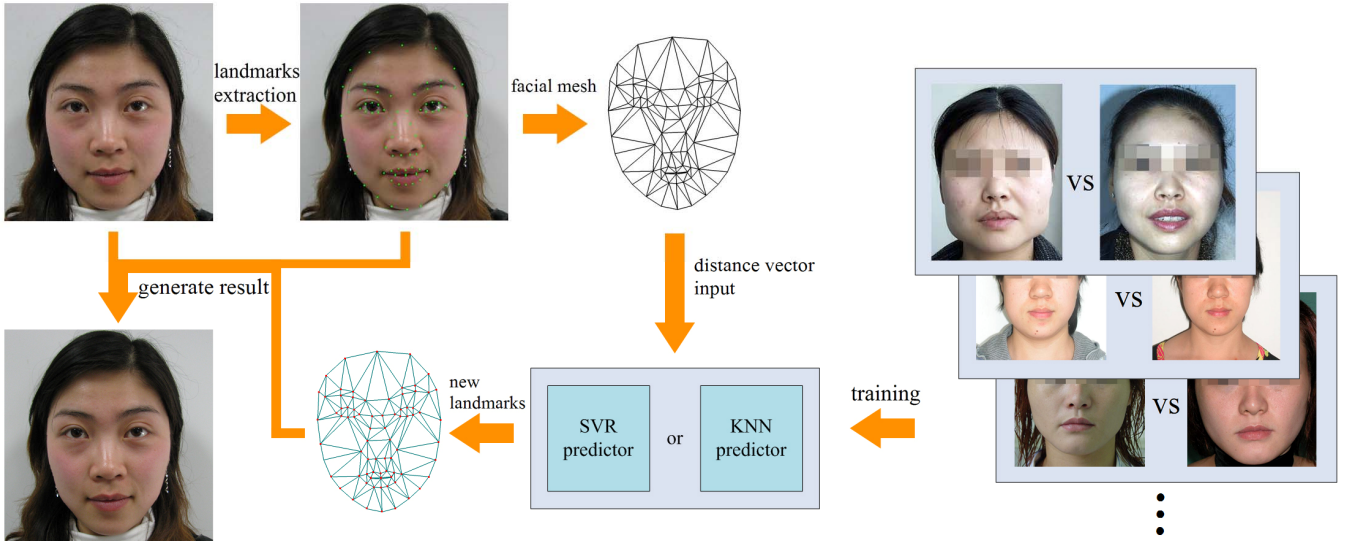 landmarks
extraction
facial mesh
vs
distance vector
input
generate result
vs
new
landmarks
training
vs
SVR
predictor
or
KNN
predictor